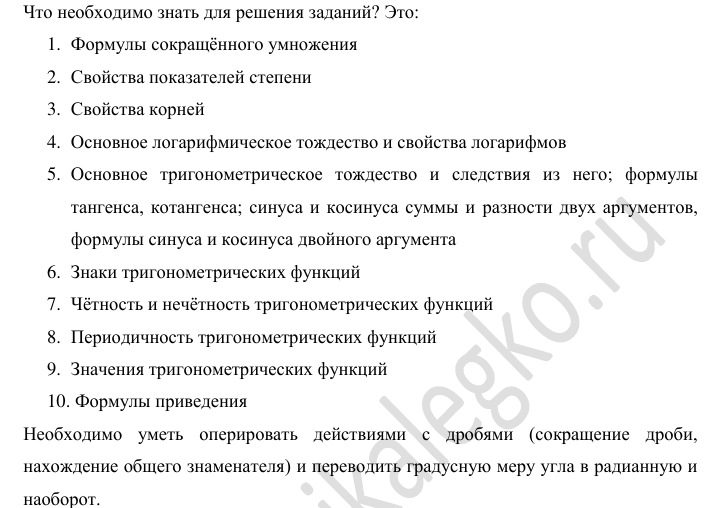 Что необходимо знать для решения заданий? Это:
1. Формулы сокращённого умножения
2. Свойства показателей степени
3. Свойства корней
4. Основное логарифмическое тождество и свойства логарифмов
5. Основное тригонометрическое тождество и следствия из него; формулы
тангенса, котангенса; синуса и косинуса суммы и разности двух аргументов,
формулы синуса и косинуса двойного аргумента
6. Знаки тригонометрических функций
7. Чётность и нечётность тригонометрических функций
8. Периодичность тригонометрических функций
9. Значения тригонометрических функций
10. Формулы приведения
Необходимо уметь оперировать действиями с дробями (сокращение дроби,
нахождение общего знаменателя) и переводить градусную меру угла в радианную и
наоборот.
ikalegko.ru